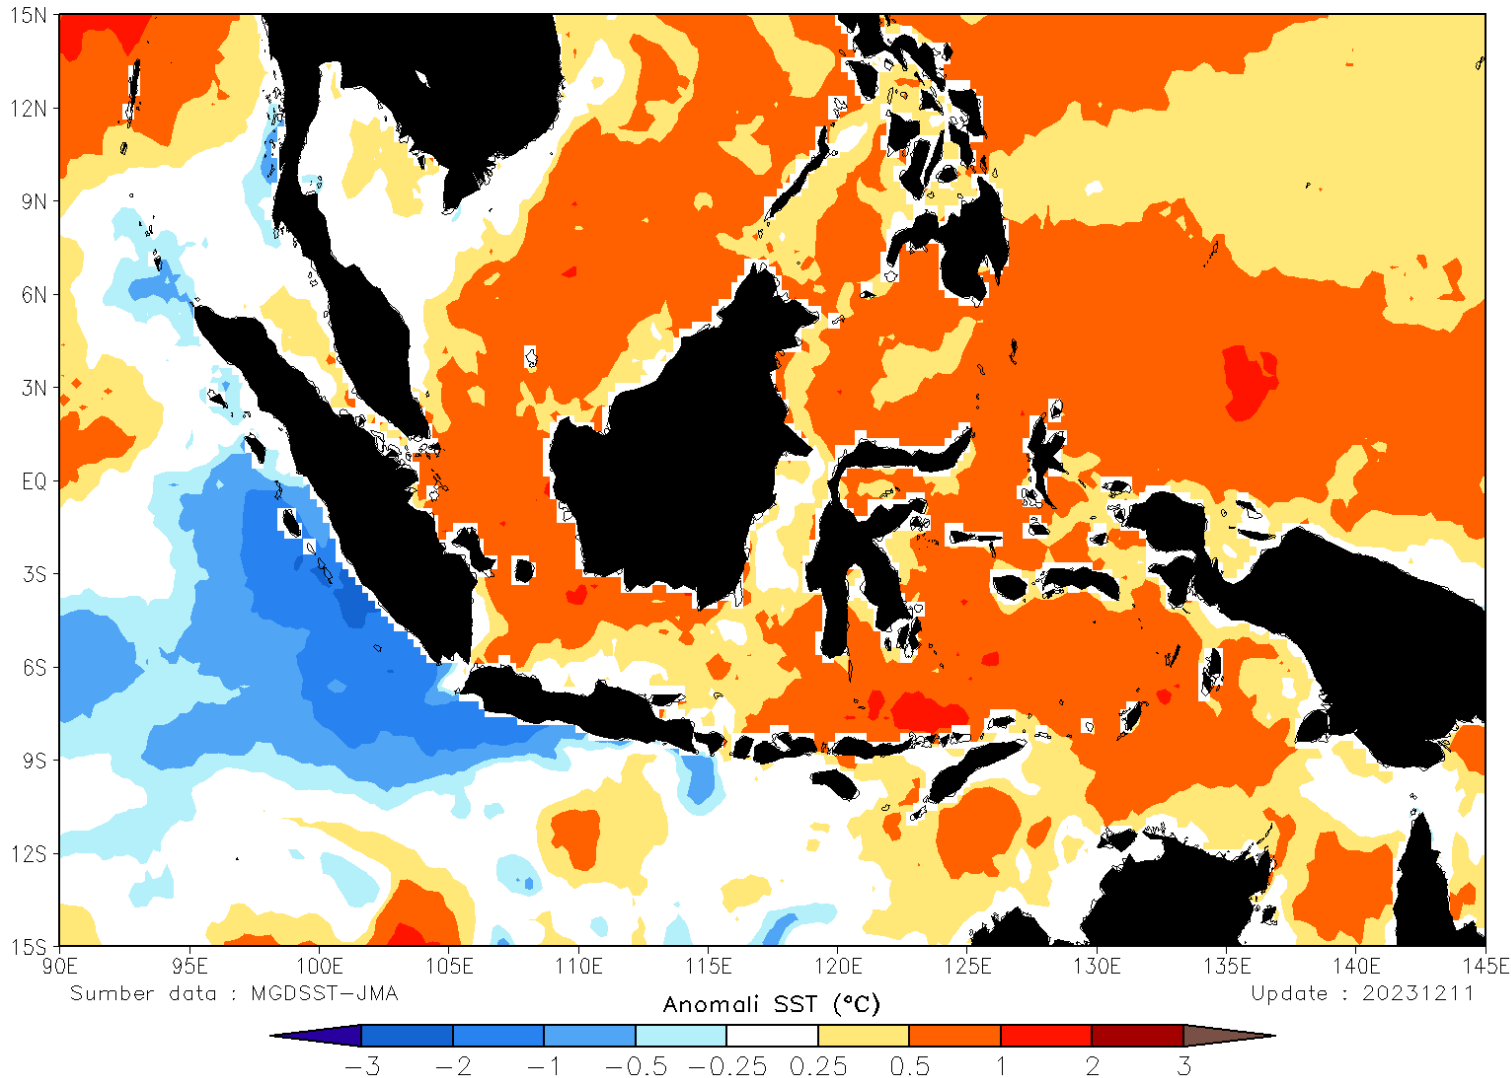 15N
12N
9N
6N
3N
EQ
3S
6S
9S
12S
15S
90E 95E 100E 105E 110E 115E 120E 125E 130E 135E 140E 145E
Sumber data : MGDSST-JMA
Update : 20231211
Anomali SST (°C)
-3 -2 -1 -0.5 -0.25 0.25 0.5 1 2 3